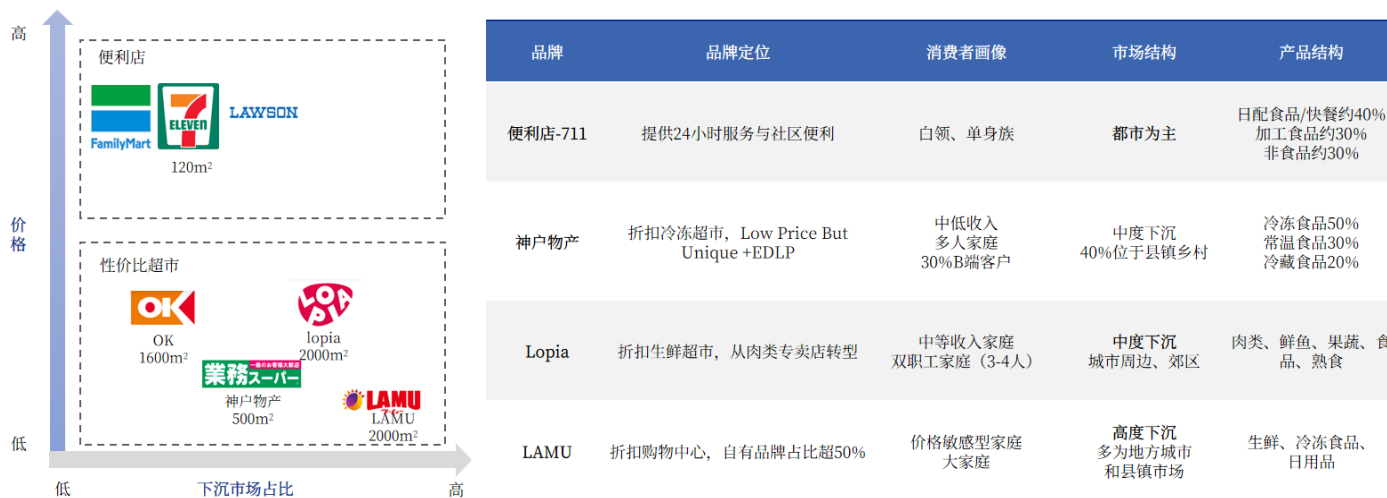 高
价
格
低
低
下沉市场占比
高
便利店
FamilyMart
7
ELEVEN
LAWSON
120m²
性价比超市
OK
OK
1600m²
LOPIA
lopia
2000m²
業務スーパー
神户物产
500m²
LAMU
LAMU
2000m²
品牌
品牌定位
消费者画像
市场结构
产品结构
便利店-711
提供24小时服务与社区便利
白领、单身族
都市为主
日配食品/快餐约40%
加工食品约30%
非食品约30%
神户物产
折扣冷冻超市，Low Price But
Unique +EDLP
中低收入
多人家庭
30%B端客户
中度下沉
40%位于县镇乡村
冷冻食品50%
常温食品30%
冷藏食品20%
Lopia
折扣生鲜超市，从肉类专卖店转型
中等收入家庭
双职工家庭（3-4人）
中度下沉
城市周边、郊区
肉类、鲜鱼、果蔬、食
品、熟食
LAMU
折扣购物中心，自有品牌占比超50%
价格敏感型家庭
大家庭
高度下沉
多为地方城市
和县镇市场
生鲜、冷冻食品、
日用品